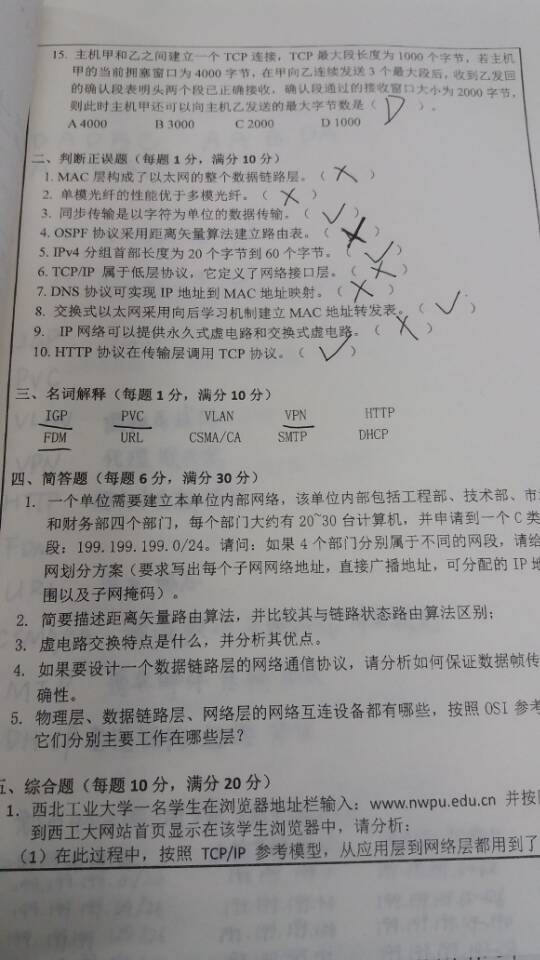 15. 主机甲和乙之间建立一个 TCP 连接，TCP 最大段长度为 1000 个字节，若主机
甲的当前拥塞窗口为 4000 字节，在甲向乙连续发送 3 个最大段后，收到乙发回
的确认段表明头两个段已正确接收，确认段通过的接收窗口大小为 2000 字节，
则此时主机甲还可以向主机乙发送的最大字节数是（ D ）。
A 4000 B 3000 C 2000 D 1000
二、判断正误题（每题 1 分，满分 10 分）
1. MAC 层构成了以太网的整个数据链路层。（ × ）
2. 单模光纤的性能优于多模光纤。（ × ）
3. 同步传输是以字符为单位的数据传输。（ √ ）
4. OSPF 协议采用距离矢量算法建立路由表。（ × ）
5. IPv4 分组首部长度为 20 个字节到 60 个字节。（ √ ）
6. TCP/IP 属于低层协议，它定义了网络接口层。（ × ）
7. DNS 协议可实现 IP 地址到 MAC 地址映射。（ × ）
8. 交换式以太网采用向后学习机制建立 MAC 地址转发表。（ √ ）
9. IP 网络可以提供永久式虚电路和交换式虚电路。（ × ）
10. HTTP 协议在传输层调用 TCP 协议。（ √ ）
三、名词解释（每题 1 分，满分 10 分）
IGP PVC VLAN VPN HTTP
FDM URL CSMA/CA SMTP DHCP
四、简答题（每题 6 分，满分 30 分）
1. 一个单位需要建立本单位内部网络，该单位内部包括工程部、技术部、市
和财务部四个部门，每个部门大约有 20~30 台计算机，并申请到一个 C 类
段：199.199.199.0/24。请问：如果 4 个部门分别属于不同的网段，请给
网划分方案（要求写出每个子网网络地址，直接广播地址，可分配的 IP 地
围以及子网掩码）。
2. 简要描述距离矢量路由算法，并比较其与链路状态路由算法区别；
3. 虚电路交换特点是什么，并分析其优点。
4. 如果要设计一个数据链路层的网络通信协议，请分析如何保证数据帧传
确性。
5. 物理层、数据链路层、网络层的网络互连设备都有哪些，按照 OSI 参考
它们分别主要工作在哪些层？
五、综合题（每题 10 分，满分 20 分）
1. 西北工业大学一名学生在浏览器地址栏输入：www.nwpu.edu.cn 并按
到西工大网站首页显示在该学生浏览器中，请分析：
（1）在此过程中，按照 TCP/IP 参考模型，从应用层到网络层都用到了